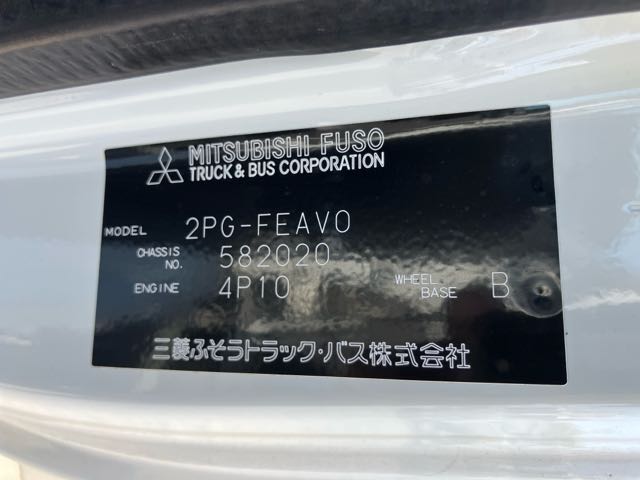 MITSUBISHI FUSO
TRUCK & BUS CORPORATION
MODEL 2PG-FEAV0
CHASSIS NO. 582020
ENGINE 4P10 WHEEL BASE B
三菱ふそうトラック・バス株式会社